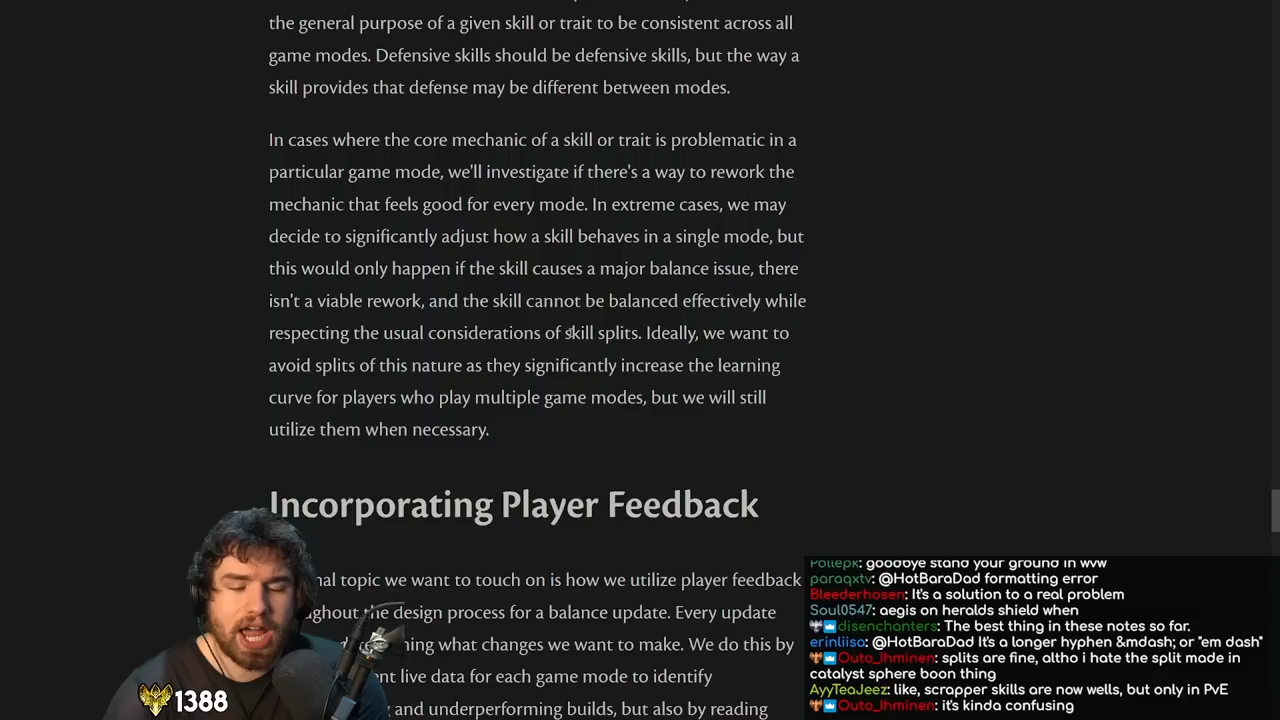 the general purpose of a given skill or trait to be consistent across all
game modes. Defensive skills should be defensive skills, but the way a
skill provides that defense may be different between modes.
In cases where the core mechanic of a skill or trait is problematic in a
particular game mode, we'll investigate if there's a way to rework the
mechanic that feels good for every mode. In extreme cases, we may
decide to significantly adjust how a skill behaves in a single mode, but
this would only happen if the skill causes a major balance issue, there
isn't a viable rework, and the skill cannot be balanced effectively while
respecting the usual considerations of skill splits. Ideally, we want to
avoid splits of this nature as they significantly increase the learning
curve for players who play multiple game modes, but we will still
utilize them when necessary.
Incorporating Player Feedback
topic we want to touch on is how we utilize player feedback
the design process for a balance update. Every update
what changes we want to make. We do this by
live data for each game mode to identify
and underperforming builds, but also by reading
1388
Pollepk: goodbye stand your ground in wvw
paraqxtv: @HotBaraDad formatting error
Bleederhosen: It's a solution to a real problem
Soul0547: aegis on heralds shield when
disenchanters: The best thing in these notes so far.
erinliisa: @HotBaraDad It's a longer hyphen &mdash; or "em dash"
Outo_Ihminen: splits are fine, altho i hate the split made in
catalyst sphere boon thing
AyyTeaJeez: like, scrapper skills are now wells, but only in PvE
Outo_Ihminen: it's kinda confusing